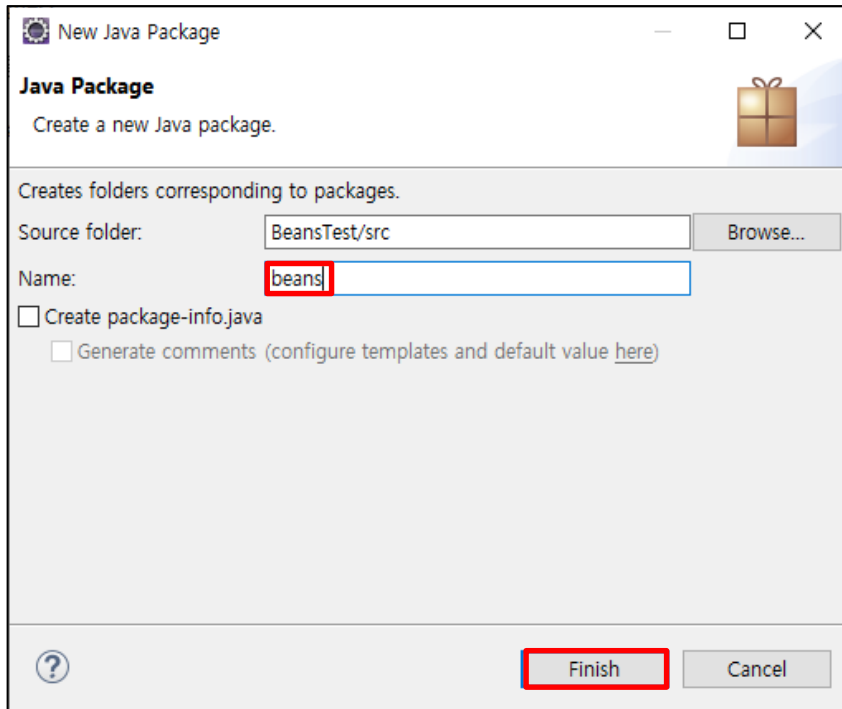 New Java Package
Java Package
Create a new Java package.
Creates folders corresponding to packages.
Source folder: BeansTest/src Browse...
Name: beans
Create package-info.java
Generate comments (configure templates and default value here)
? Finish Cancel